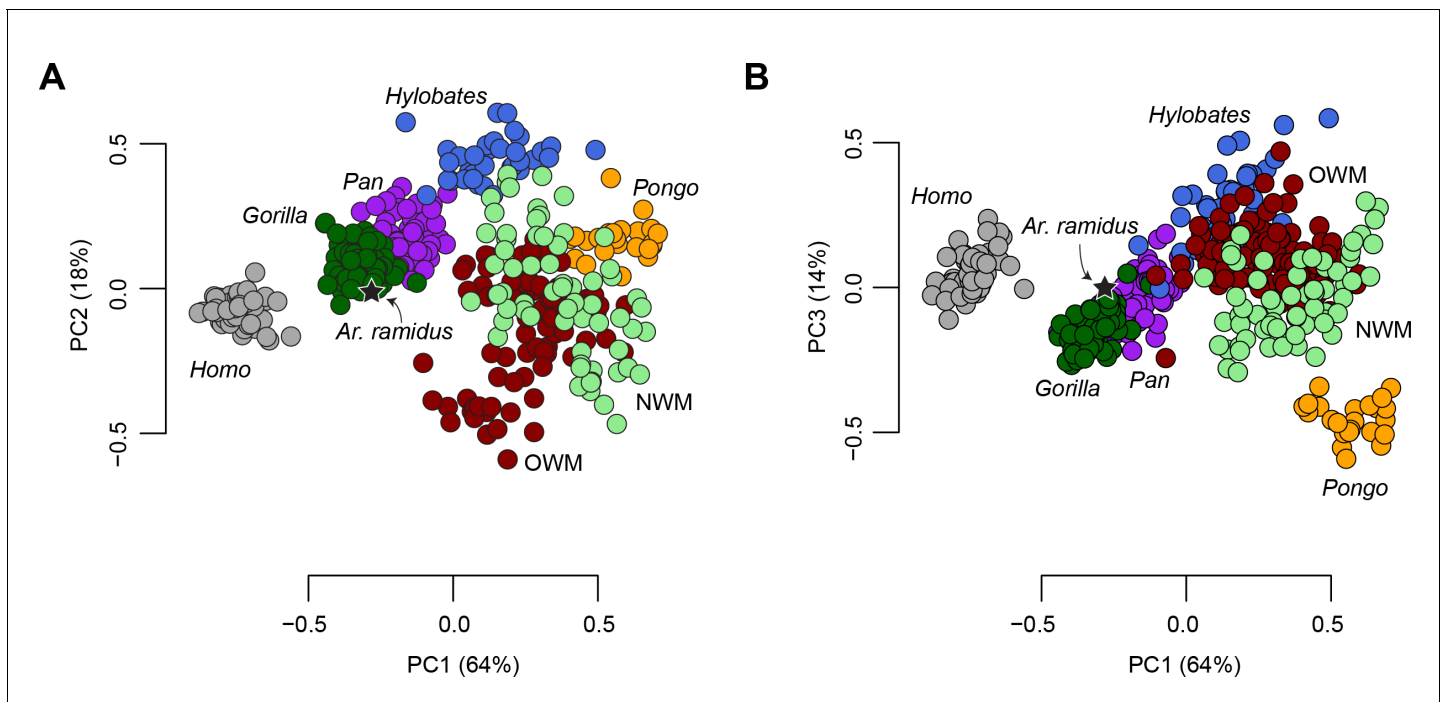 A
Hylobates
Pan
Pongo
Gorilla
Ar. ramidus
Homo
NWM
OWM
PC2 (18%)
0.5
0.0
−0.5
−0.5
0.0
0.5
PC1 (64%)
B
Hylobates
OWM
Homo
Ar. ramidus
NWM
Gorilla
Pan
Pongo
PC3 (14%)
0.5
0.0
−0.5
−0.5
0.0
0.5
PC1 (64%)